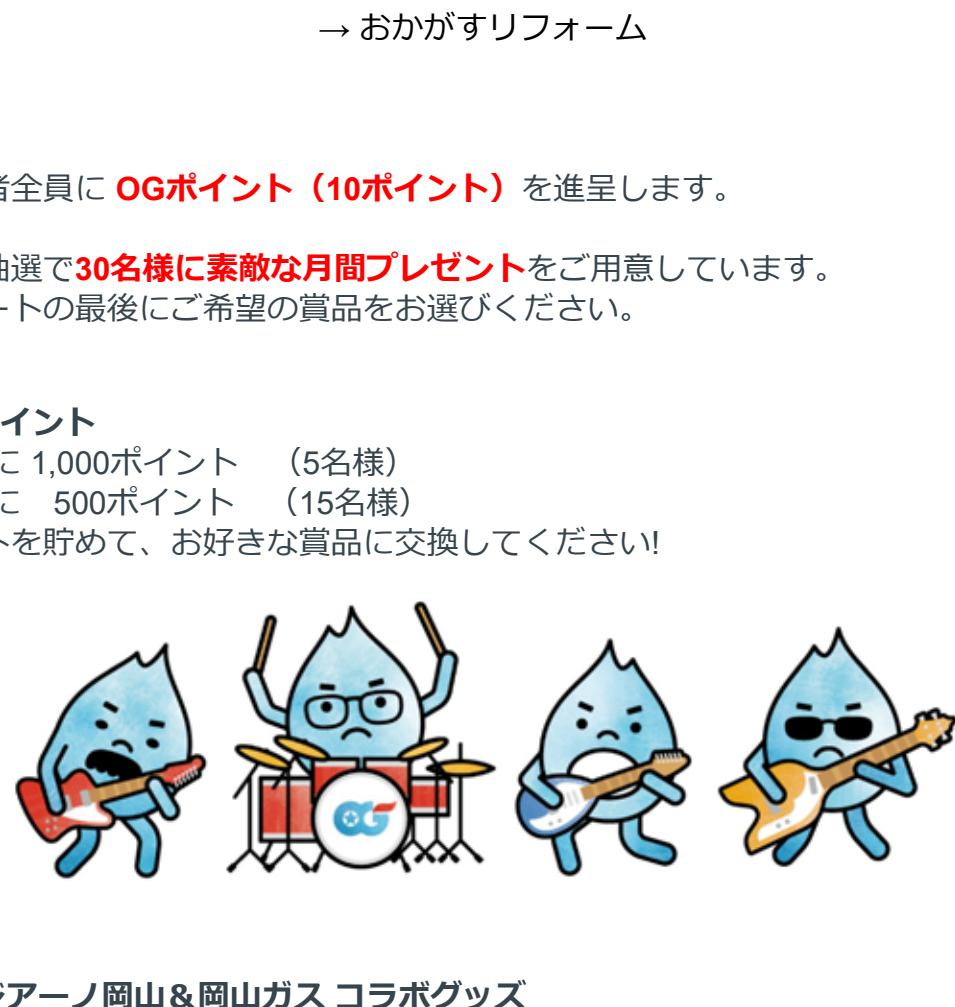 → おかがすリフォーム
者全員に OGポイント（10ポイント）を進呈します。
抽選で30名様に素敵な月間プレゼントをご用意しています。
ートの最後にご希望の賞品をお選びください。
イント
に 1,000ポイント （5名様）
に 500ポイント （15名様）
トを貯めて、お好きな賞品に交換してください!
OG
ジアーノ岡山＆岡山ガス コラボグッズ